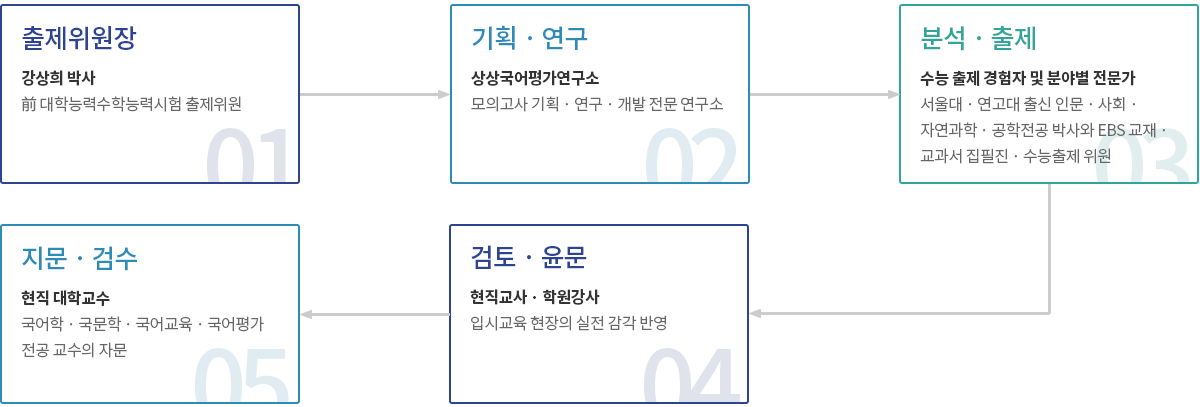 출제위원장
강상희 박사
前 대학능력수학능력시험 출제위원
01
기획 · 연구
상상국어평가연구소
모의고사 기획 · 연구 · 개발 전문 연구소
02
분석 · 출제
수능 출제 경험자 및 분야별 전문가
서울대 · 연고대 출신 인문 · 사회 ·
자연과학 · 공학전공 박사와 EBS 교재 ·
교과서 집필진 · 수능출제 위원
03
검토 · 윤문
현직교사 · 학원강사
입시교육 현장의 실전 감각 반영
04
지문 · 검수
현직 대학교수
국어학 · 국문학 · 국어교육 · 국어평가
전공 교수의 자문
05